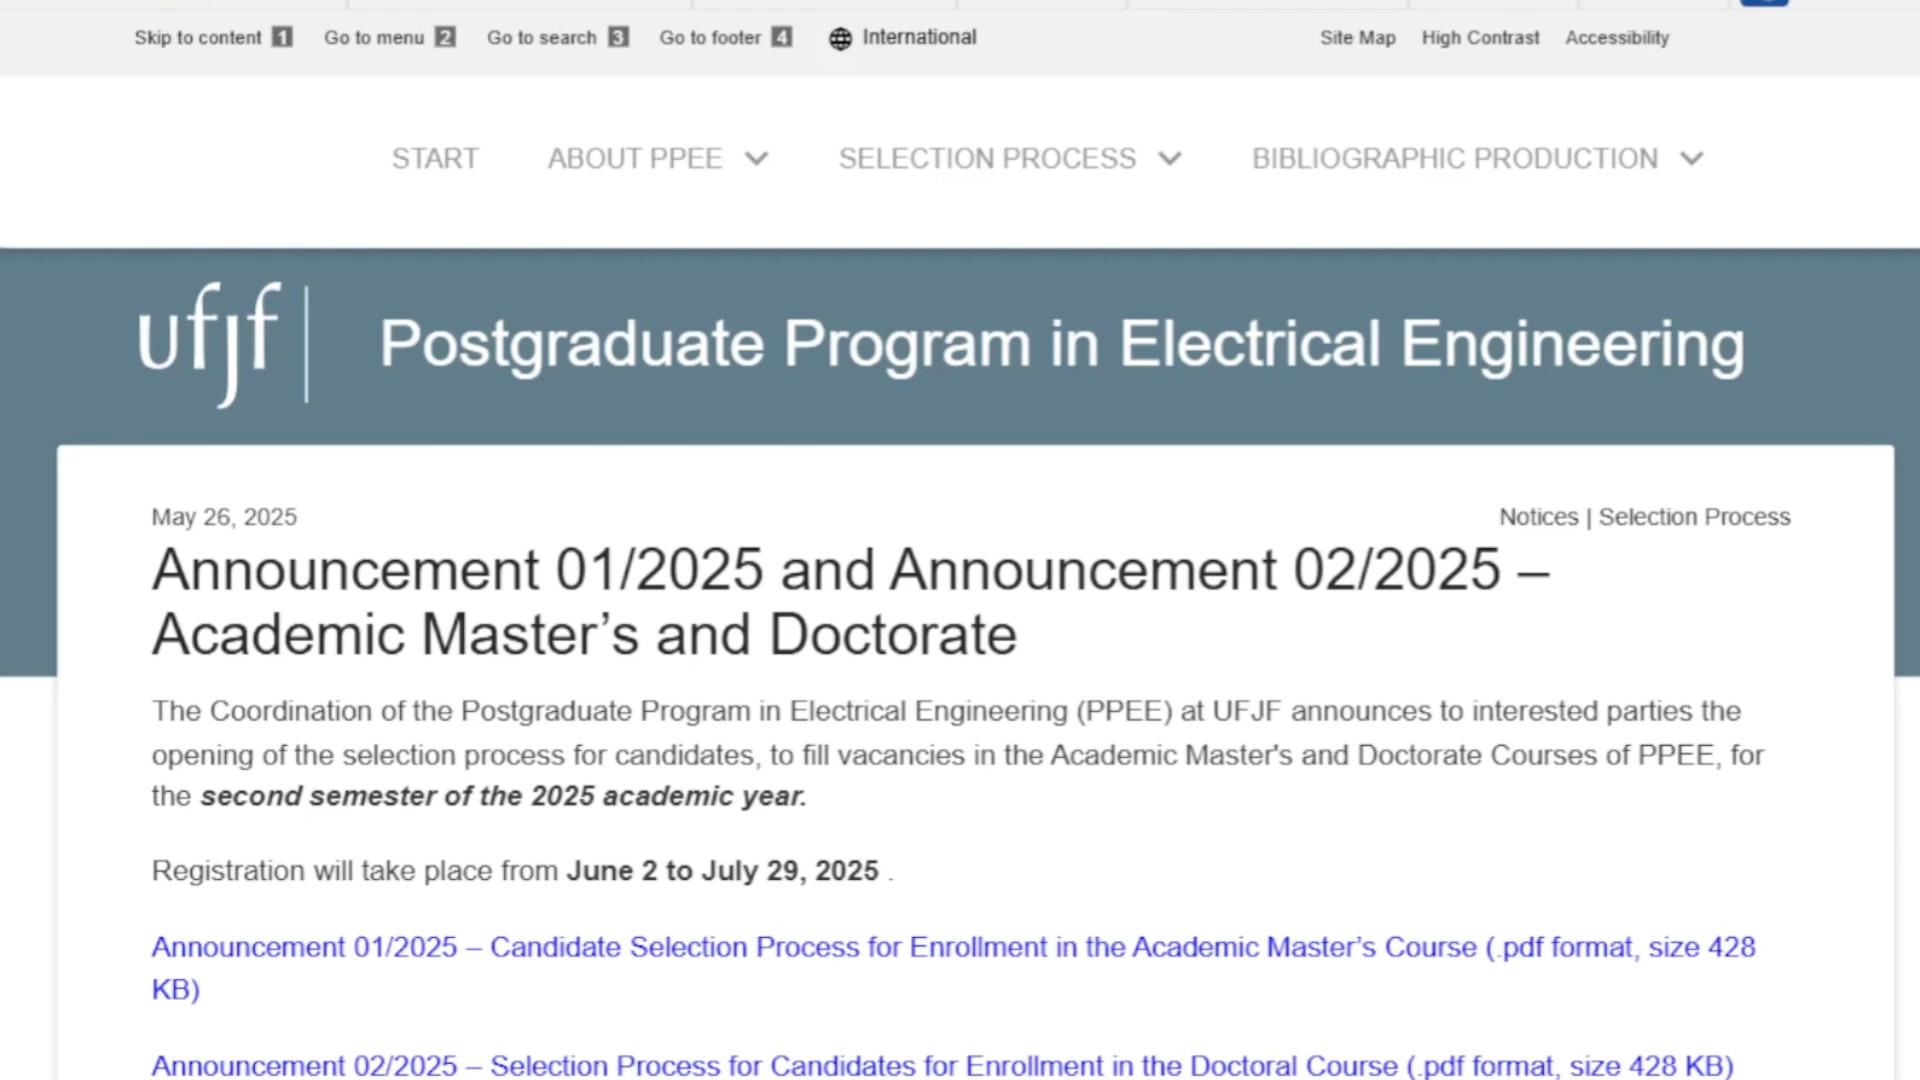 Skip to content 1 Go to menu 2 Go to search 3 Go to footer 4 International Site Map High Contrast Accessibility
START ABOUT PPEE SELECTION PROCESS BIBLIOGRAPHIC PRODUCTION
ufjf Postgraduate Program in Electrical Engineering
May 26, 2025 Notices | Selection Process
Announcement 01/2025 and Announcement 02/2025 –
Academic Master’s and Doctorate
The Coordination of the Postgraduate Program in Electrical Engineering (PPEE) at UFJF announces to interested parties the
opening of the selection process for candidates, to fill vacancies in the Academic Master's and Doctorate Courses of PPEE, for
the second semester of the 2025 academic year.
Registration will take place from June 2 to July 29, 2025 .
Announcement 01/2025 – Candidate Selection Process for Enrollment in the Academic Master’s Course (.pdf format, size 428
KB)
Announcement 02/2025 – Selection Process for Candidates for Enrollment in the Doctoral Course (.pdf format, size 428 KB)